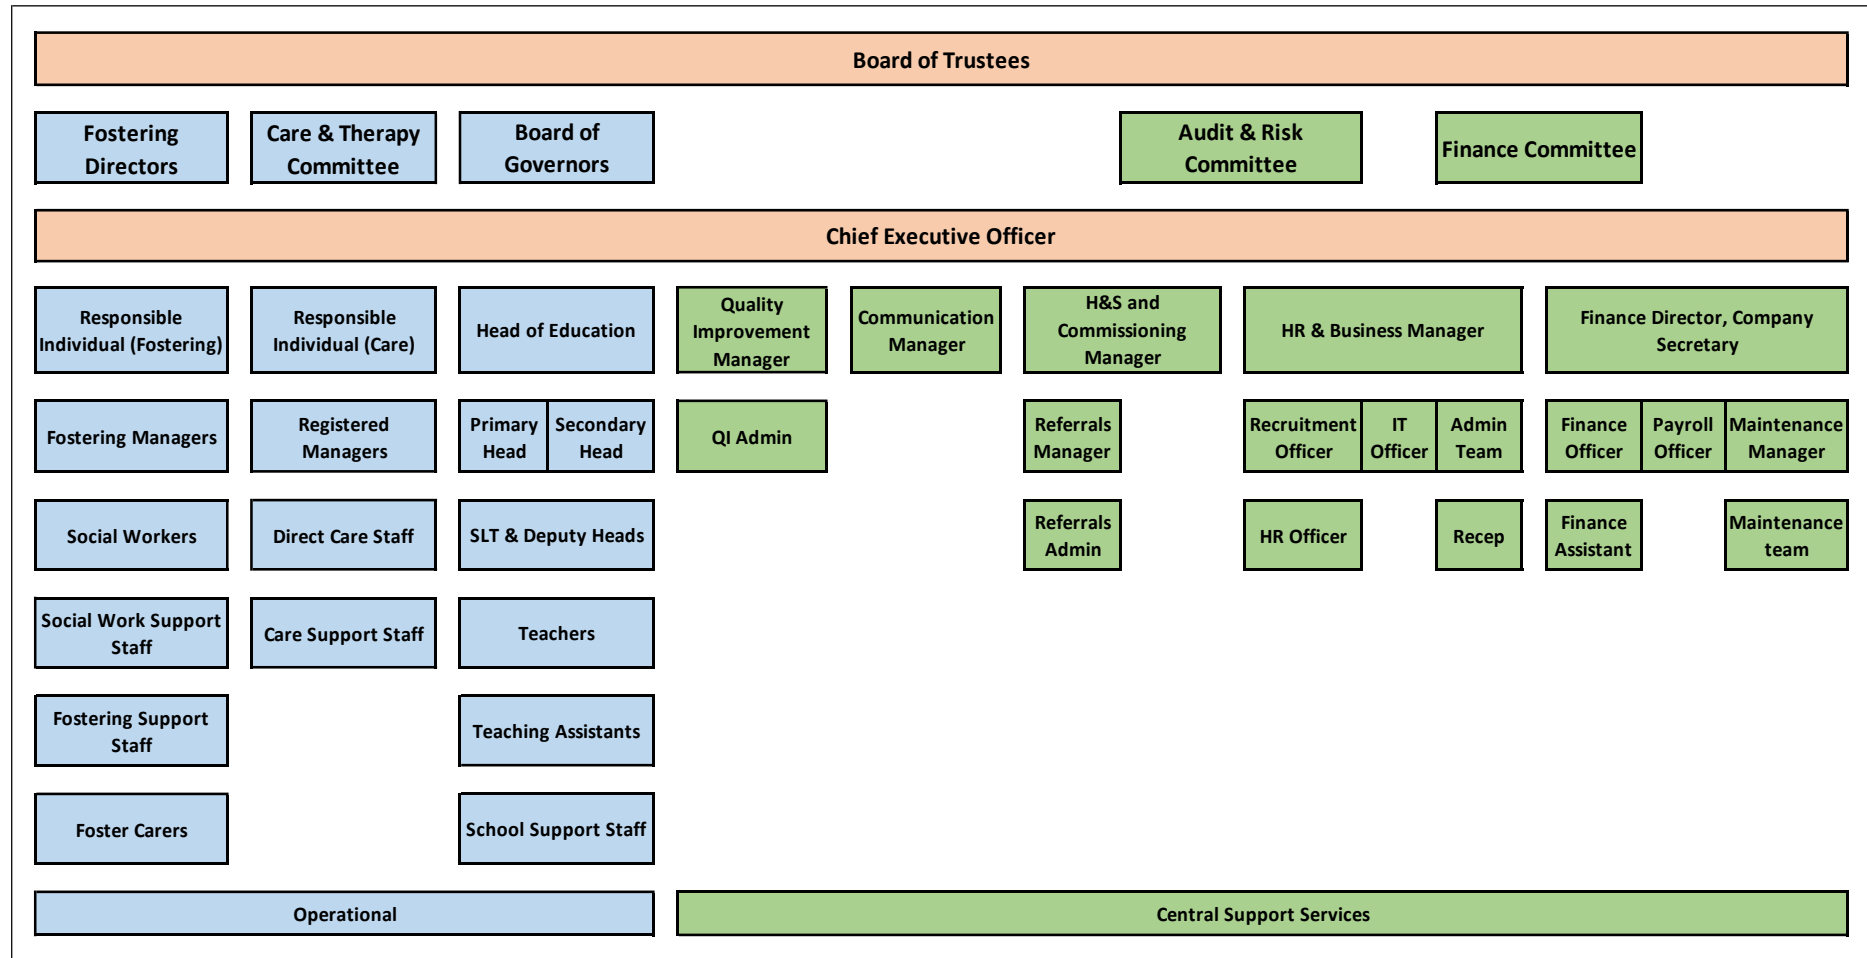 Board of Trustees
Fostering
Directors
Care & Therapy
Committee
Board of
Governors
Audit & Risk
Committee
Finance Committee
Chief Executive Officer
Responsible
Individual (Fostering)
Responsible
Individual (Care)
Head of Education
Quality
Improvement
Manager
Communication
Manager
H&S and
Commissioning
Manager
HR & Business Manager
Finance Director, Company
Secretary
Fostering Managers
Registered
Managers
Primary
Head
Secondary
Head
QI Admin
Referrals
Manager
Recruitment
Officer
IT
Officer
Admin
Team
Finance
Officer
Payroll
Officer
Maintenance
Manager
Social Workers
Direct Care Staff
SLT & Deputy Heads
Referrals
Admin
HR Officer
Recep
Finance
Assistant
Maintenance
team
Social Work Support
Staff
Care Support Staff
Teachers
Fostering Support
Staff
Teaching Assistants
Foster Carers
School Support Staff
Operational
Central Support Services